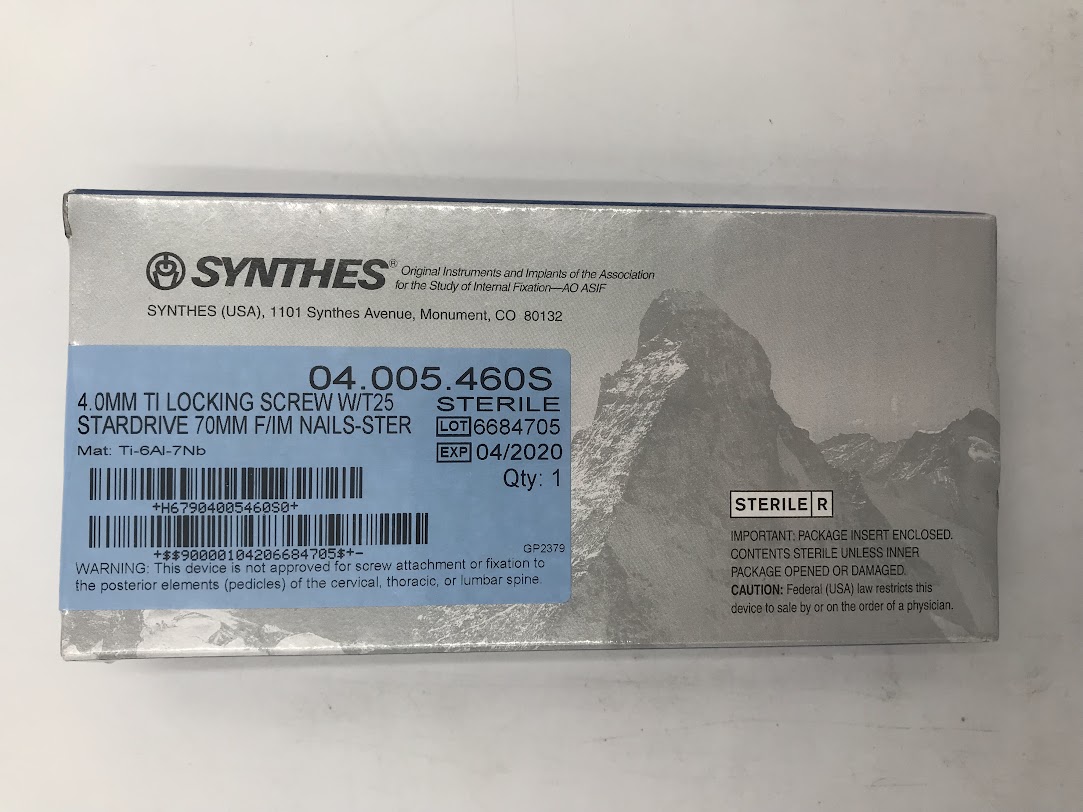 SYNTHES® Original Instruments and Implants of the Association
for the Study of Internal Fixation—AO ASIF
SYNTHES (USA), 1101 Synthes Avenue, Monument, CO 80132
04.005.460S
4.0MM TI LOCKING SCREW W/T25
STARDRIVE 70MM F/IM NAILS-STER
Mat: Ti-6Al-7Nb
STERILE
LOT 6684705
EXP 04/2020
Qty: 1
+H67904005460S0+
+$$90000104206684705$+-
GP2379
WARNING: This device is not approved for screw attachment or fixation to
the posterior elements (pedicles) of the cervical, thoracic, or lumbar spine.
STERILE R
IMPORTANT: PACKAGE INSERT ENCLOSED.
CONTENTS STERILE UNLESS INNER
PACKAGE OPENED OR DAMAGED.
CAUTION: Federal (USA) law restricts this
device to sale by or on the order of a physician.